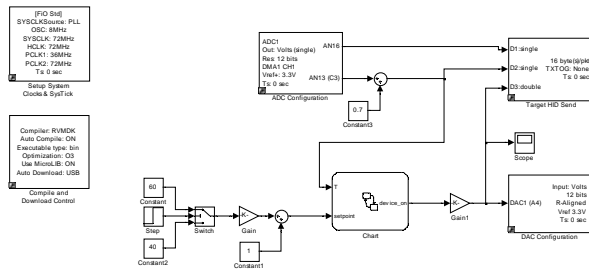 [FiO Std]
SYSCLKSource: PLL
OSC: 8MHz
SYSCLK: 72MHz
HCLK: 72MHz
PCLK1: 36MHz
PCLK2: 72MHz
Ts: 0 sec
Setup System
Clocks & SysTick
Compiler: RVMDK
Auto Compile: ON
Executable type: bin
Optimization: O3
Use MicroLIB: ON
Auto Download: USB
Compile and
Download Control
ADC1
Out: Volts (single)
Res: 12 bits
DMA1 CH1
Vref+: 3.3V
Ts: 0 sec
AN16
AN13 (C3)
ADC Configuration
0.7
Constant3
D1:single
D2:single
D3:double
TXTOG: None
Ts: 0 sec
Target HID Send
Scope
60
Constant
Step
40
Constant2
Switch
-K-
Gain
1
Constant1
T
setpoint
device_on
Chart
-K-
Gain1
DAC1 (A4)
Input: Volts
12 bits
R-Aligned
Vref 3.3V
Ts: 0 sec
DAC Configuration